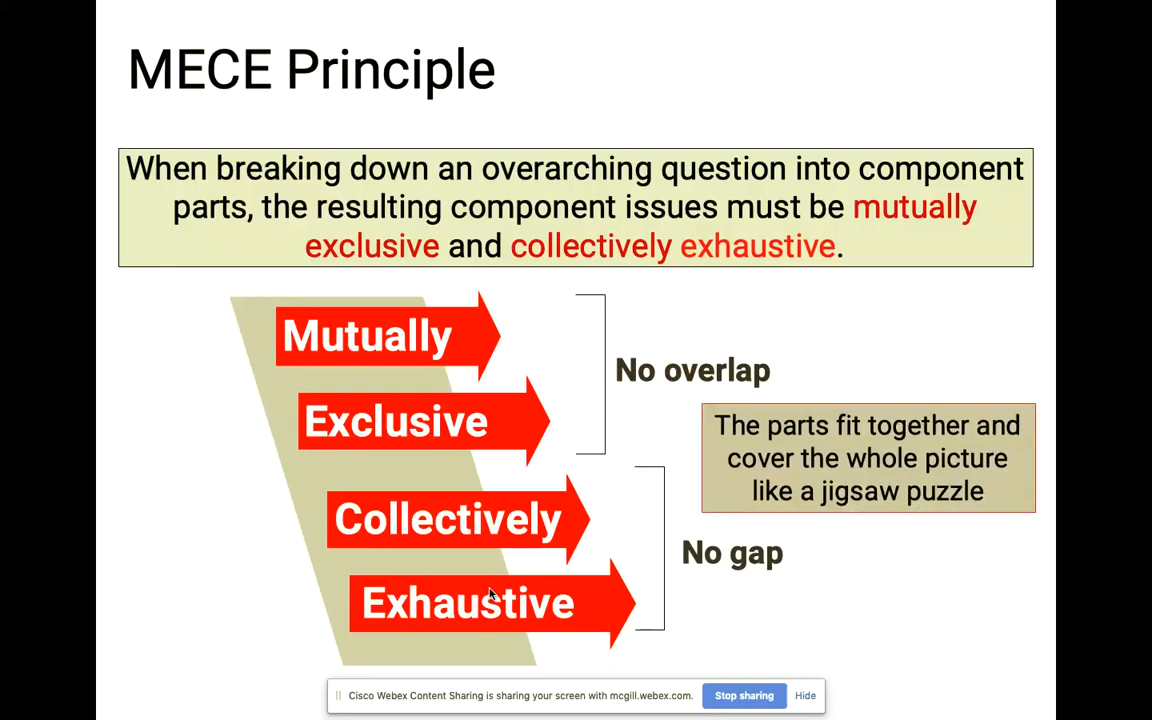 MECE Principle
When breaking down an overarching question into component
parts, the resulting component issues must be mutually
exclusive and collectively exhaustive.
Mutually
Exclusive
No overlap
The parts fit together and
cover the whole picture
like a jigsaw puzzle
Collectively
Exhaustive
No gap
Cisco Webex Content Sharing is sharing your screen with mcgill.webex.com. Stop sharing Hide